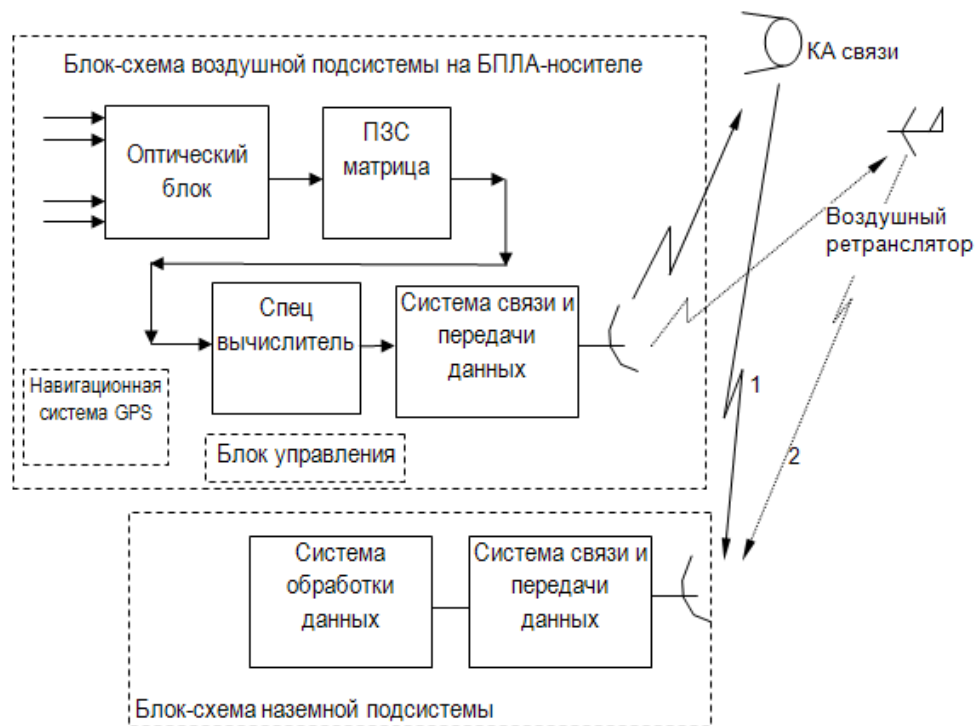 Блок-схема воздушной подсистемы на БПЛА-носителе
КА связи
Оптический
блок
ПЗС
матрица
Воздушный
ретранслятор
Спец
вычислитель
Система связи и
передачи
данных
Навигационная
система GPS
Блок управления
1
2
Система
обработки
данных
Система связи и
передачи
данных
Блок-схема наземной подсистемы